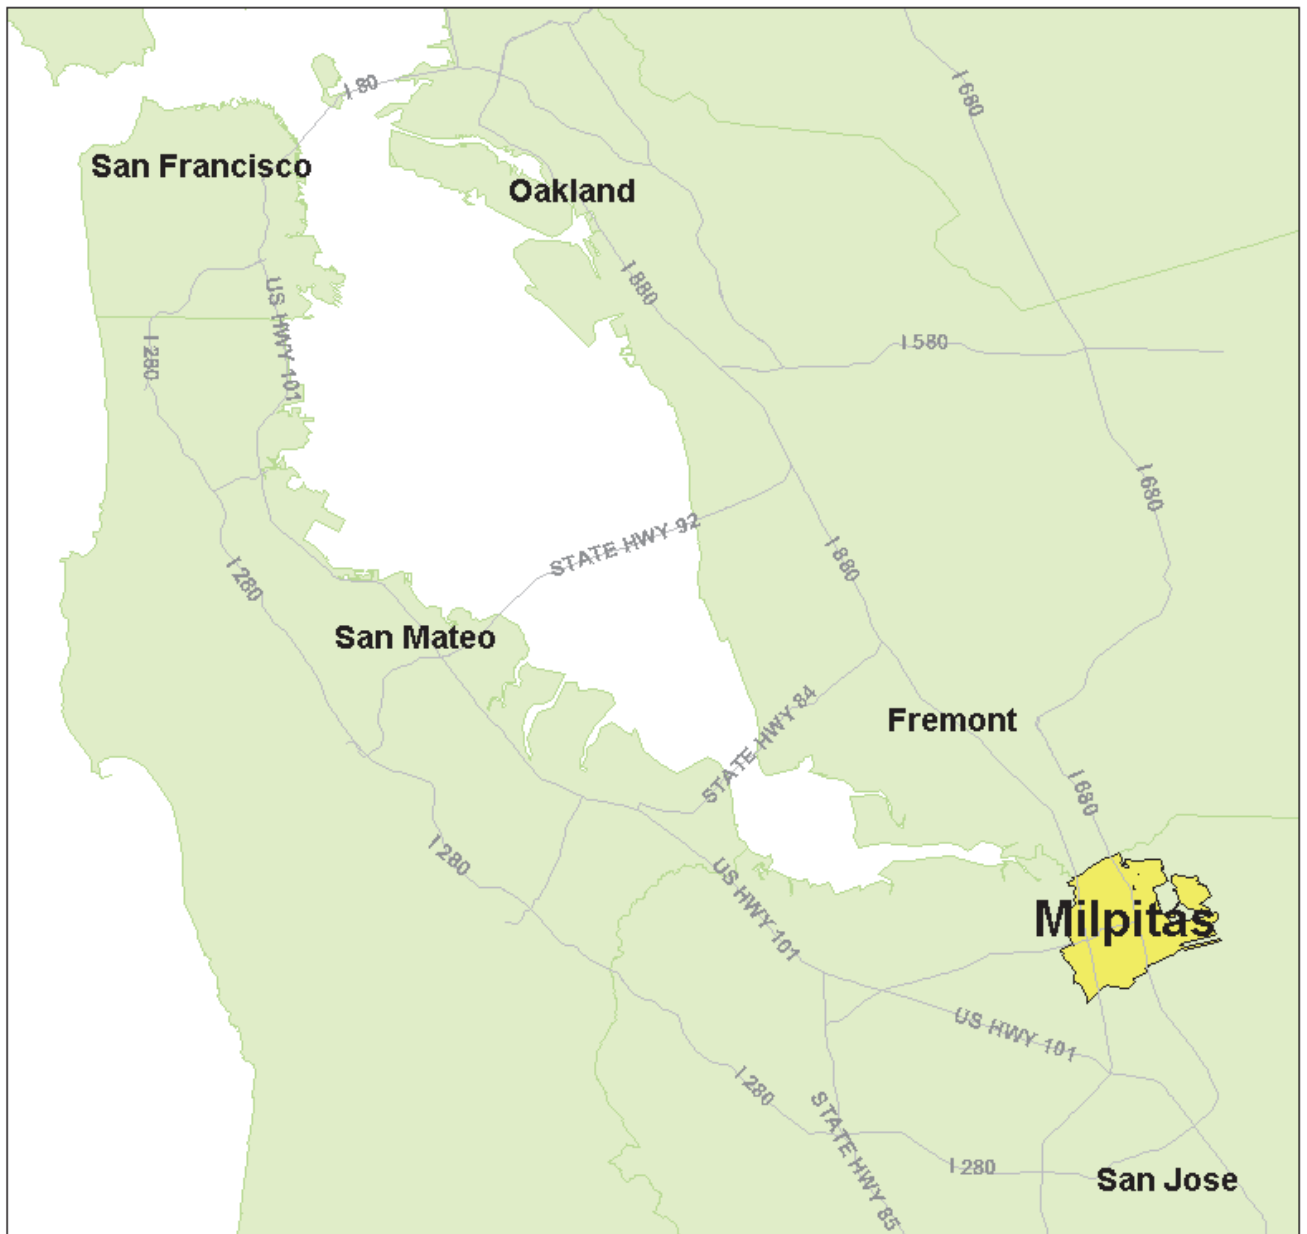 I 80
I 680
San Francisco
Oakland
I 880
US HWY 101
I 280
I 580
I 680
STATE HWY 92
I 880
I 280
San Mateo
STATE HWY 84
Fremont
I 680
I 280
US HWY 101
Milpitas
US HWY 101
I 280
STATE HWY 85
I 280
San Jose